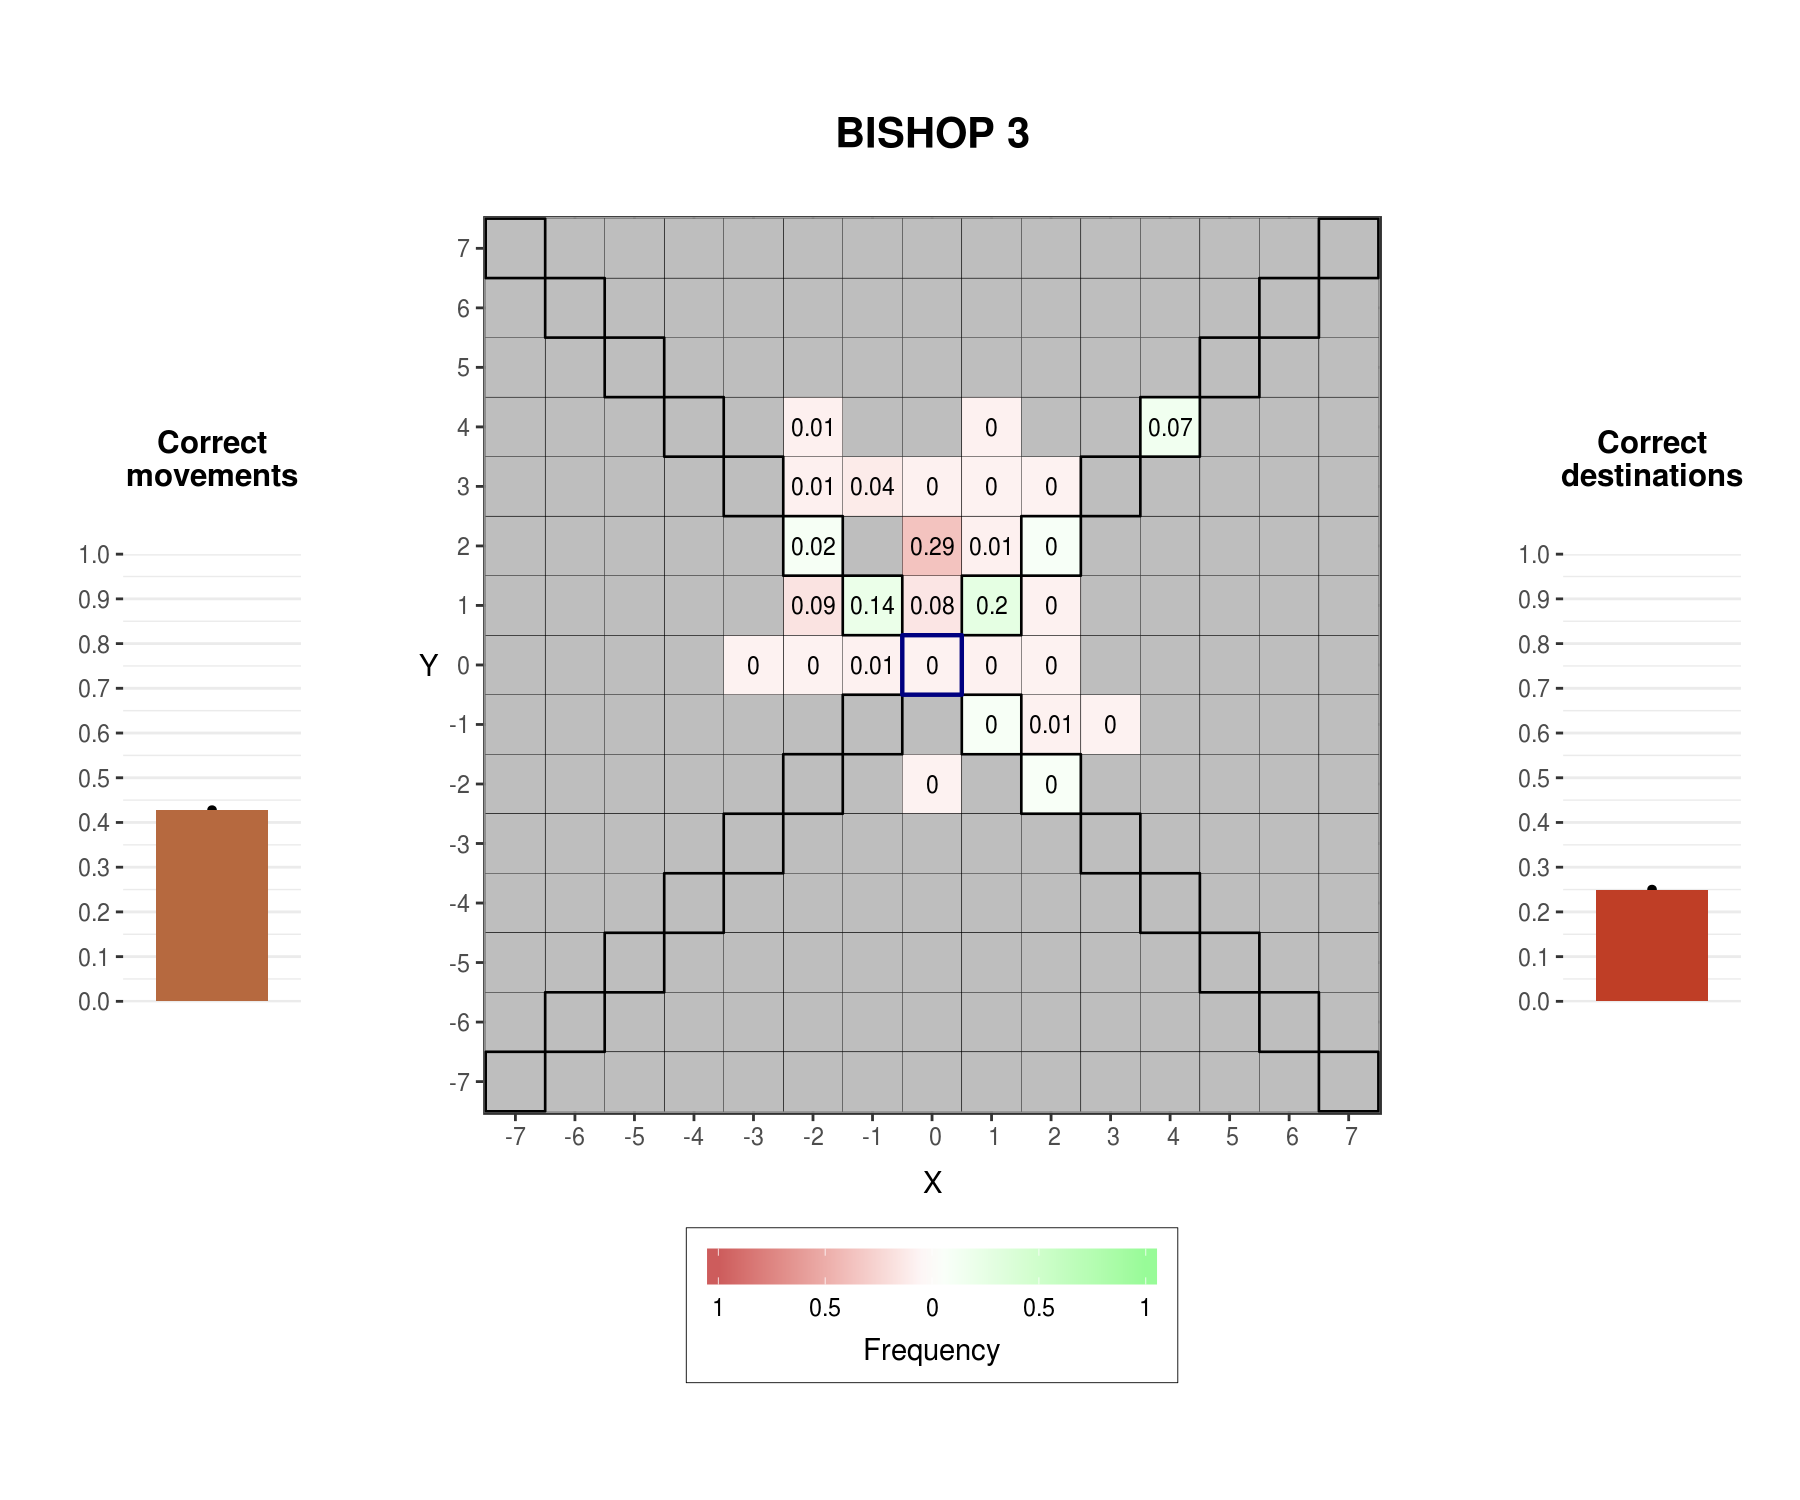 BISHOP 3
Correct
movements
1.0
0.9
0.8
0.7
0.6
0.5
0.4
0.3
0.2
0.1
0.0
Y
7
6
5
4 0.01 0 0.07
3 0.01 0.04 0 0 0
2 0.02 0.29 0.01 0
1 0.09 0.14 0.08 0.2 0
0 0 0 0.01 0 0 0
-1 0 0.01 0
-2 0 0
-3
-4
-5
-6
-7
-7 -6 -5 -4 -3 -2 -1 0 1 2 3 4 5 6 7
X
1 0.5 0 0.5 1
Frequency
Correct
destinations
1.0
0.9
0.8
0.7
0.6
0.5
0.4
0.3
0.2
0.1
0.0